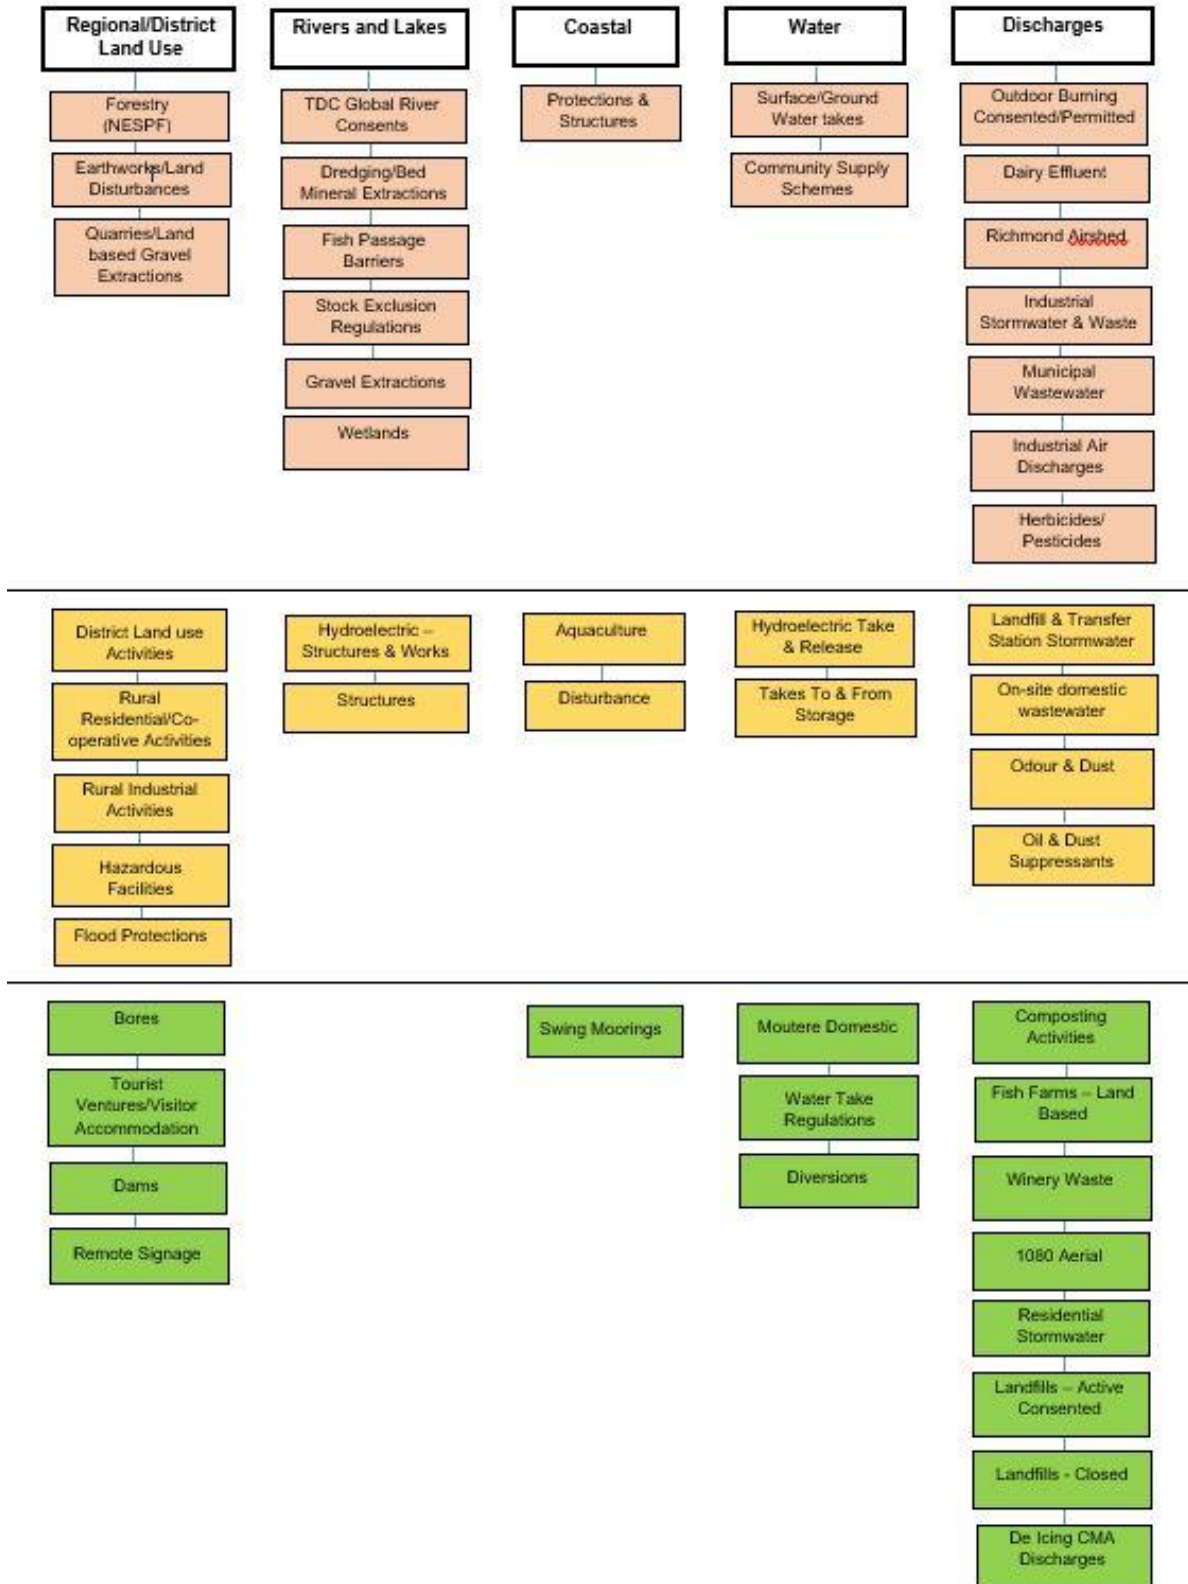 Regional/District
Land Use
Rivers and Lakes
Coastal
Water
Discharges
Forestry
(NESPF)
Earthworks/Land
Disturbances
Quarries/Land
based Gravel
Extractions
TDC Global River
Consents
Dredging/Bed
Mineral Extractions
Fish Passage
Barriers
Stock Exclusion
Regulations
Gravel Extractions
Wetlands
Protections &
Structures
Surface/Ground
Water takes
Community Supply
Schemes
Outdoor Burning
Consented/Permitted
Dairy Effluent
Richmond Airshed
Industrial
Stormwater & Waste
Municipal
Wastewater
Industrial Air
Discharges
Herbicides/
Pesticides
District Land use
Activities
Rural
Residential/Co-
operative Activities
Rural Industrial
Activities
Hazardous
Facilities
Flood Protections
Hydroelectric –
Structures & Works
Structures
Aquaculture
Disturbance
Hydroelectric Take
& Release
Takes To & From
Storage
Landfill & Transfer
Station Stormwater
On-site domestic
wastewater
Odour & Dust
Oil & Dust
Suppressants
Bores
Tourist
Ventures/Visitor
Accommodation
Dams
Remote Signage
Swing Moorings
Moutere Domestic
Water Take
Regulations
Diversions
Composting
Activities
Fish Farms – Land
Based
Winery Waste
1080 Aerial
Residential
Stormwater
Landfills – Active
Consented
Landfills - Closed
De Icing CMA
Discharges